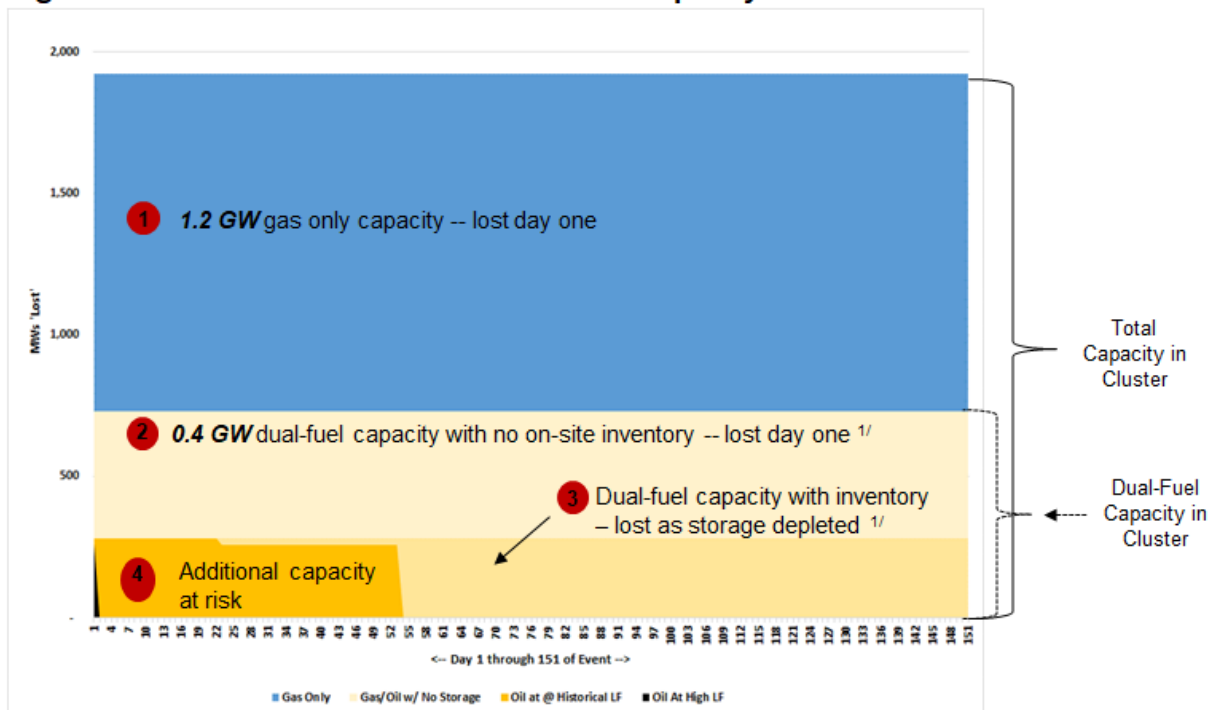 2,000
1,500
1,000
500
-
MWs 'Lost'
1 1.2 GW gas only capacity -- lost day one
2 0.4 GW dual-fuel capacity with no on-site inventory -- lost day one 1/
3 Dual-fuel capacity with inventory
– lost as storage depleted 1/
4 Additional capacity
at risk
Total
Capacity in
Cluster
Dual-Fuel
Capacity in
Cluster
1 4 7 10 13 16 19 22 25 28 31 34 37 40 43 46 49 52 55 58 61 64 67 70 73 76 79 82 85 88 91 94 97 100 103 106 109 112 115 118 121 124 127 130 133 136 139 142 145 148 151
<-- Day 1 through 151 of Event -->
Gas Only Gas/Oil w/ No Storage Oil at @ Historical LF Oil At High LF